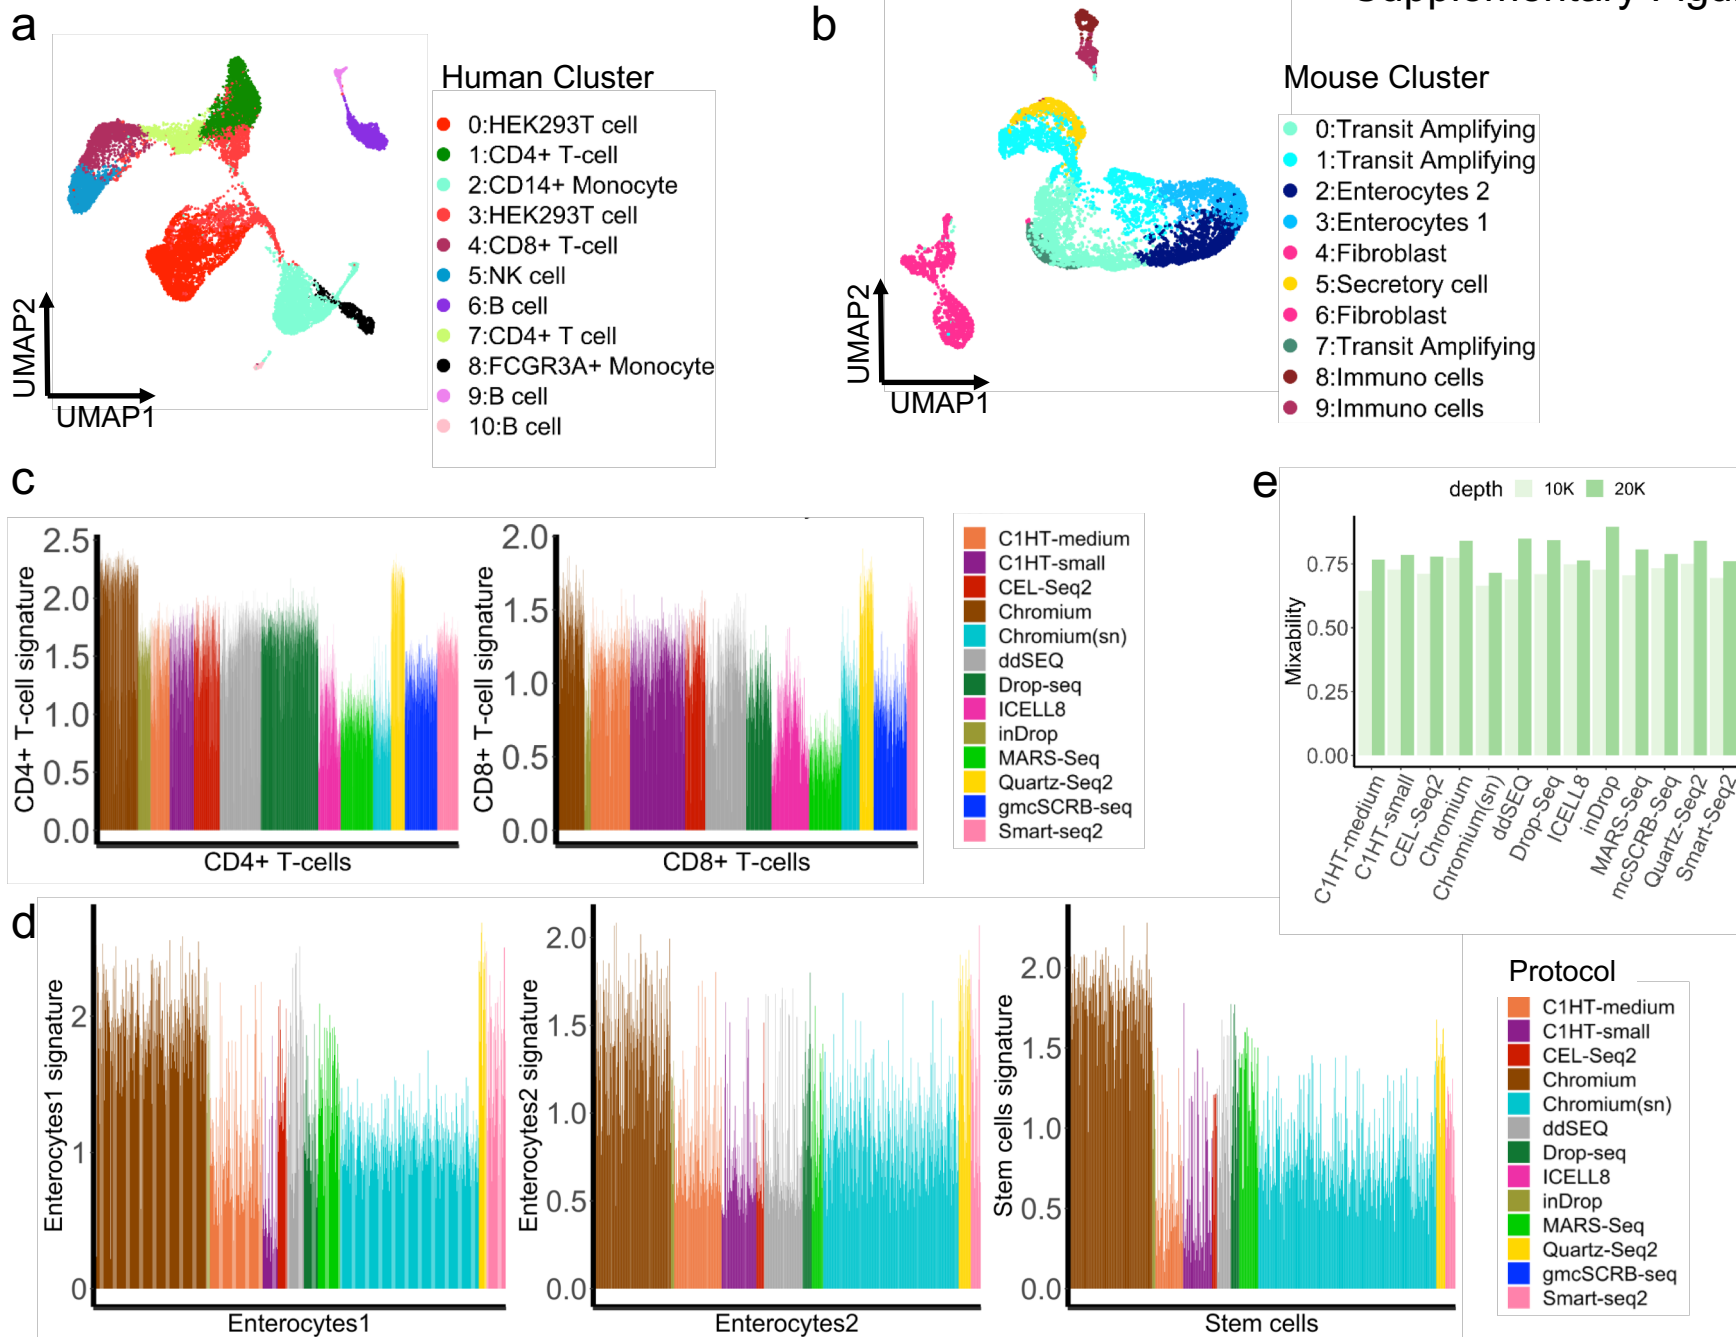 a
Human Cluster
0:HEK293T cell
1:CD4+ T-cell
2:CD14+ Monocyte
3:HEK293T cell
4:CD8+ T-cell
5:NK cell
6:B cell
7:CD4+ T cell
8:FCGR3A+ Monocyte
9:B cell
10:B cell
UMAP2
UMAP1
b
Mouse Cluster
0:Transit Amplifying
1:Transit Amplifying
2:Enterocytes 2
3:Enterocytes 1
4:Fibroblast
5:Secretory cell
6:Fibroblast
7:Transit Amplifying
8:Immuno cells
9:Immuno cells
UMAP2
UMAP1
c
CD4+ T-cell signature
2.5
2.0
1.5
1.0
0.5
0.0
CD4+ T-cells
CD8+ T-cell signature
2.0
1.5
1.0
0.5
0.0
CD8+ T-cells
C1HT-medium
C1HT-small
CEL-Seq2
Chromium
Chromium(sn)
ddSEQ
Drop-seq
ICELL8
inDrop
MARS-Seq
Quartz-Seq2
gmcSCRB-seq
Smart-seq2
e
depth 10K 20K
Mixability
0.75
0.50
0.25
0.00
C1HT-medium
C1HT-small
CEL-Seq2
Chromium
Chromium(sn)
ddSEQ
Drop-Seq
ICELL8
inDrop
MARS-Seq
mcSCRB-Seq
Quartz-Seq2
Smart-Seq2
d
Enterocytes1 signature
2
1
0
Enterocytes1
Enterocytes2 signature
2.0
1.5
1.0
0.5
0.0
Enterocytes2
Stem cells signature
2.0
1.5
1.0
0.5
0.0
Stem cells
Protocol
C1HT-medium
C1HT-small
CEL-Seq2
Chromium
Chromium(sn)
ddSEQ
Drop-seq
ICELL8
inDrop
MARS-Seq
Quartz-Seq2
gmcSCRB-seq
Smart-seq2